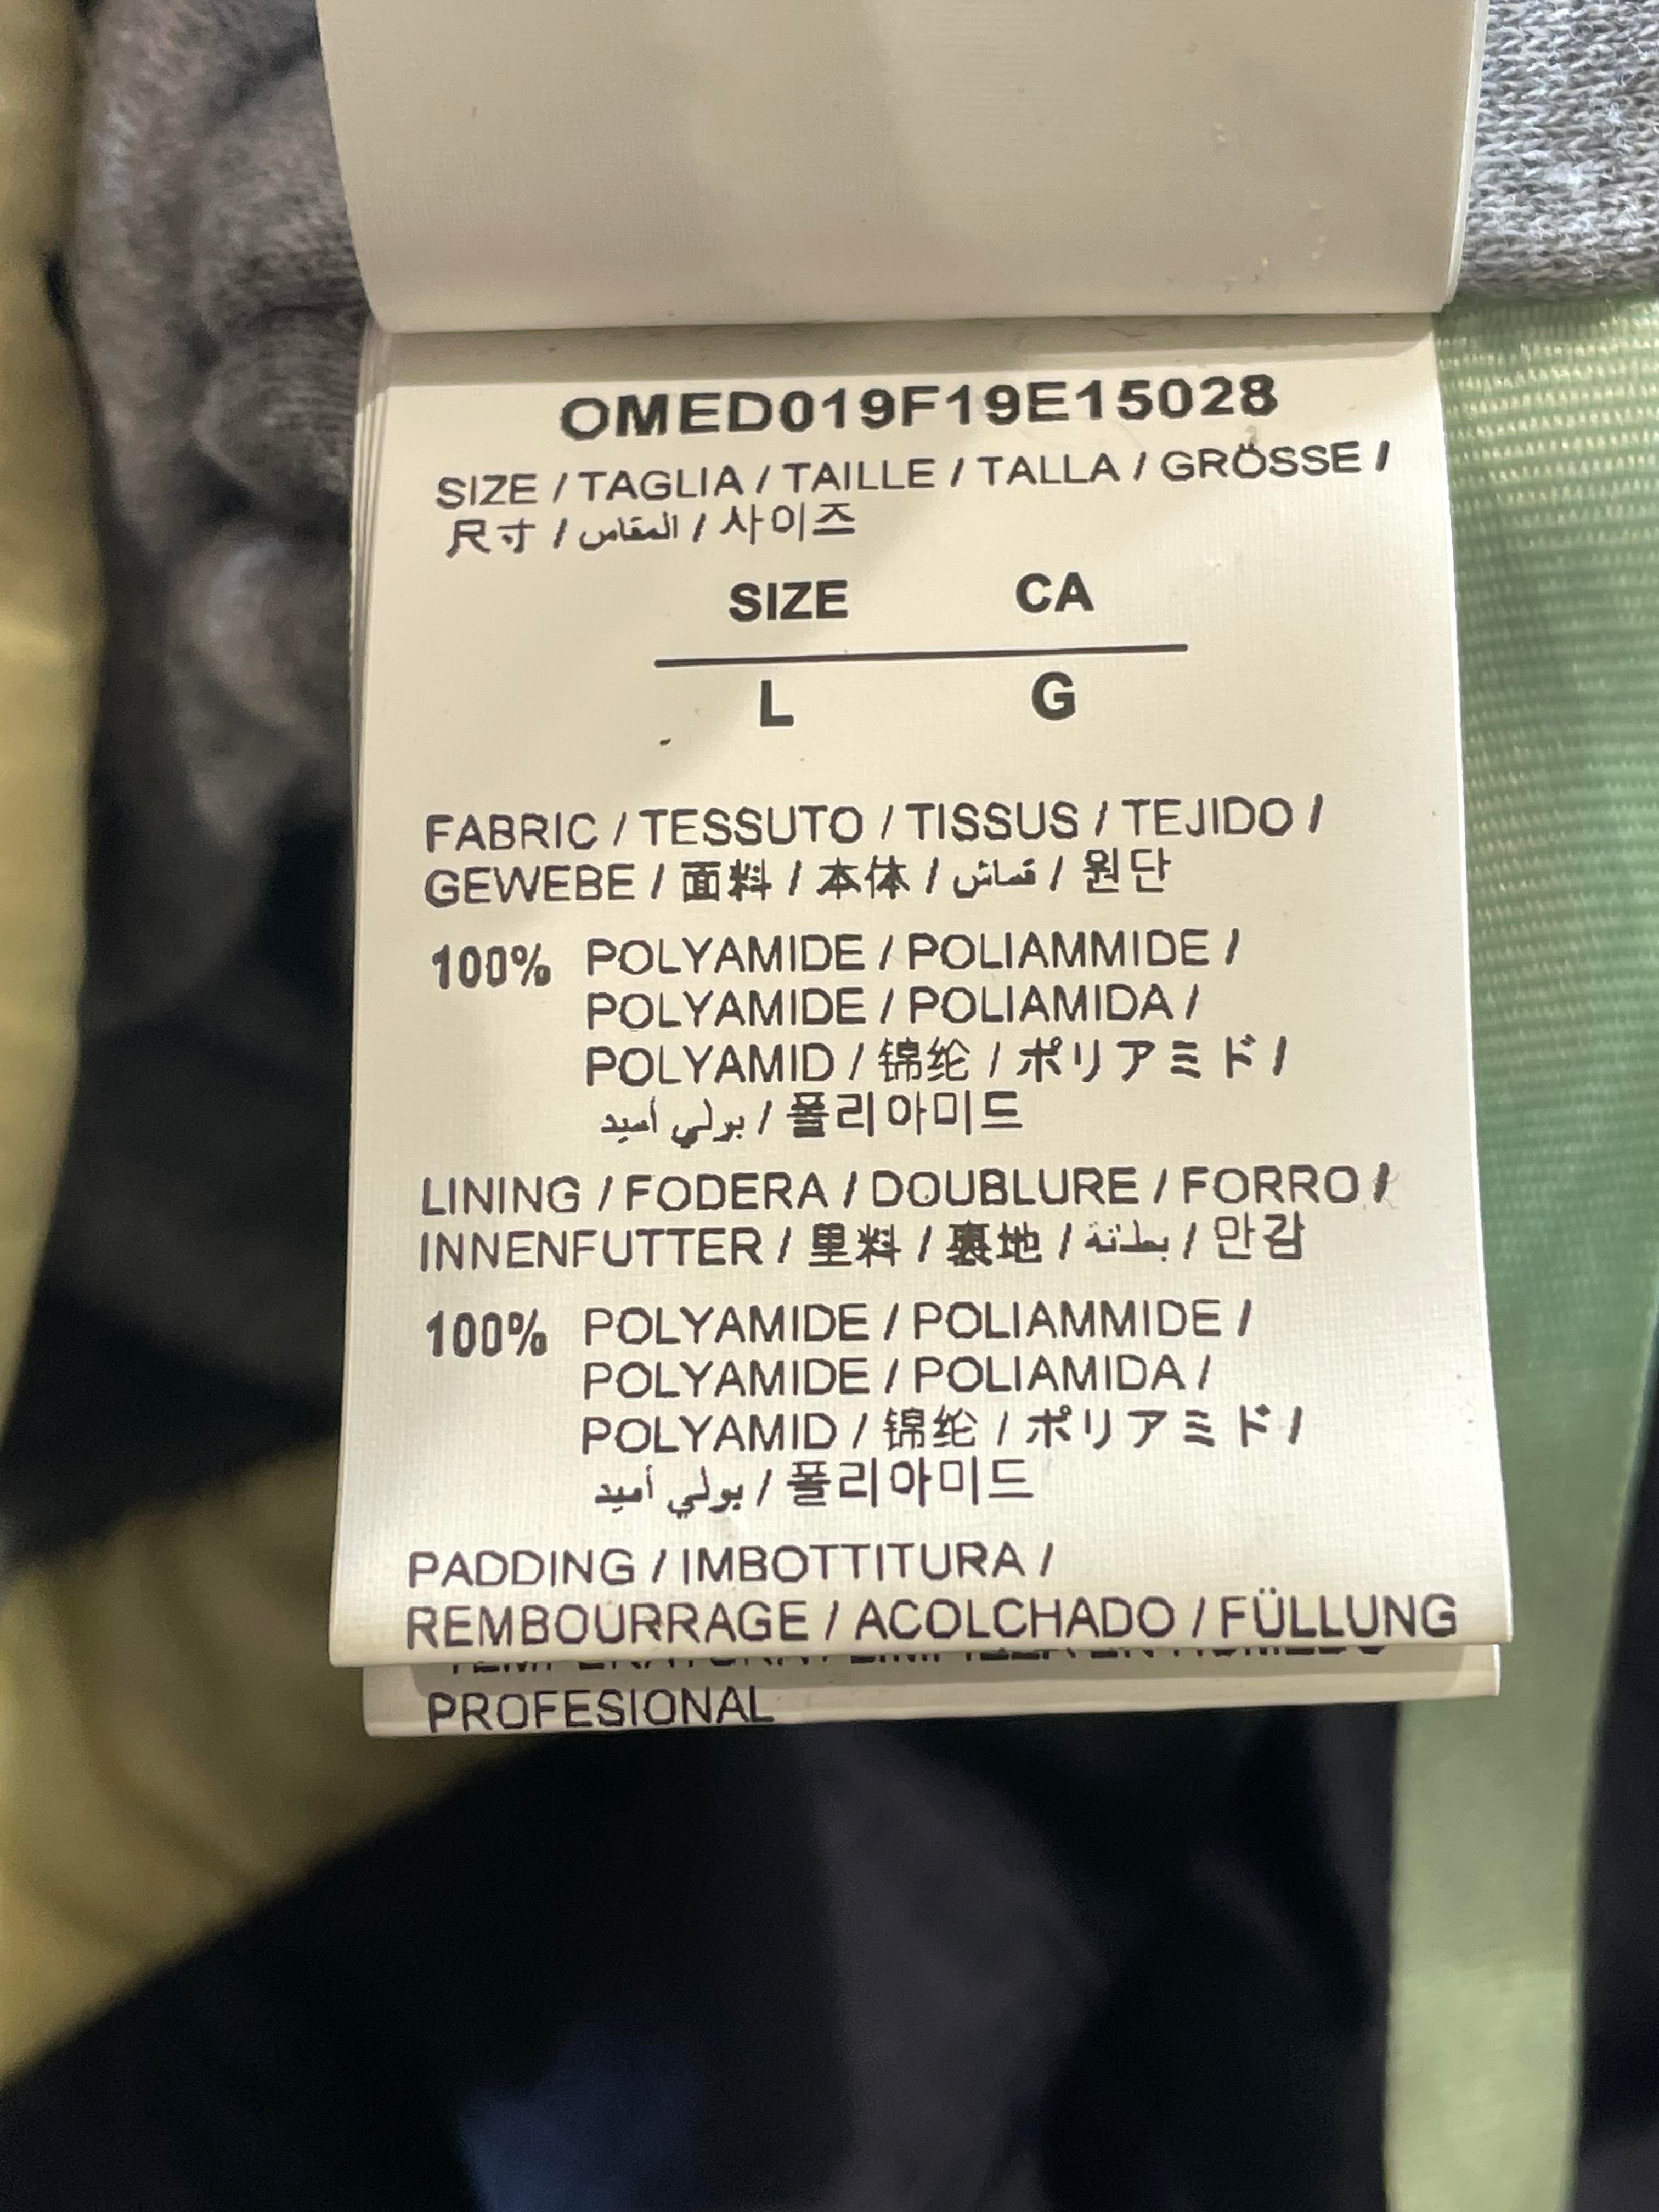 OMED019F19E15028
SIZE / TAGLIA / TAILLE / TALLA / GRÖSSE /
尺寸 / المقاس / 사이즈
SIZE CA
L G
FABRIC / TESSUTO / TISSUS / TEJIDO /
GEWEBE / 面料 / 本体 / قماش / 원단
100% POLYAMIDE / POLIAMMIDE /
POLYAMIDE / POLIAMIDA /
POLYAMID / 锦纶 / ポリアミド /
بولي أميد / 폴리아미드
LINING / FODERA / DOUBLURE / FORRO /
INNENFUTTER / 里料 / 裏地 / بطانة / 안감
100% POLYAMIDE / POLIAMMIDE /
POLYAMIDE / POLIAMIDA /
POLYAMID / 锦纶 / ポリアミド /
بولي أميد / 폴리아미드
PADDING / IMBOTTITURA /
REMBOURRAGE / ACOLCHADO / FÜLLUNG
PROFESIONAL